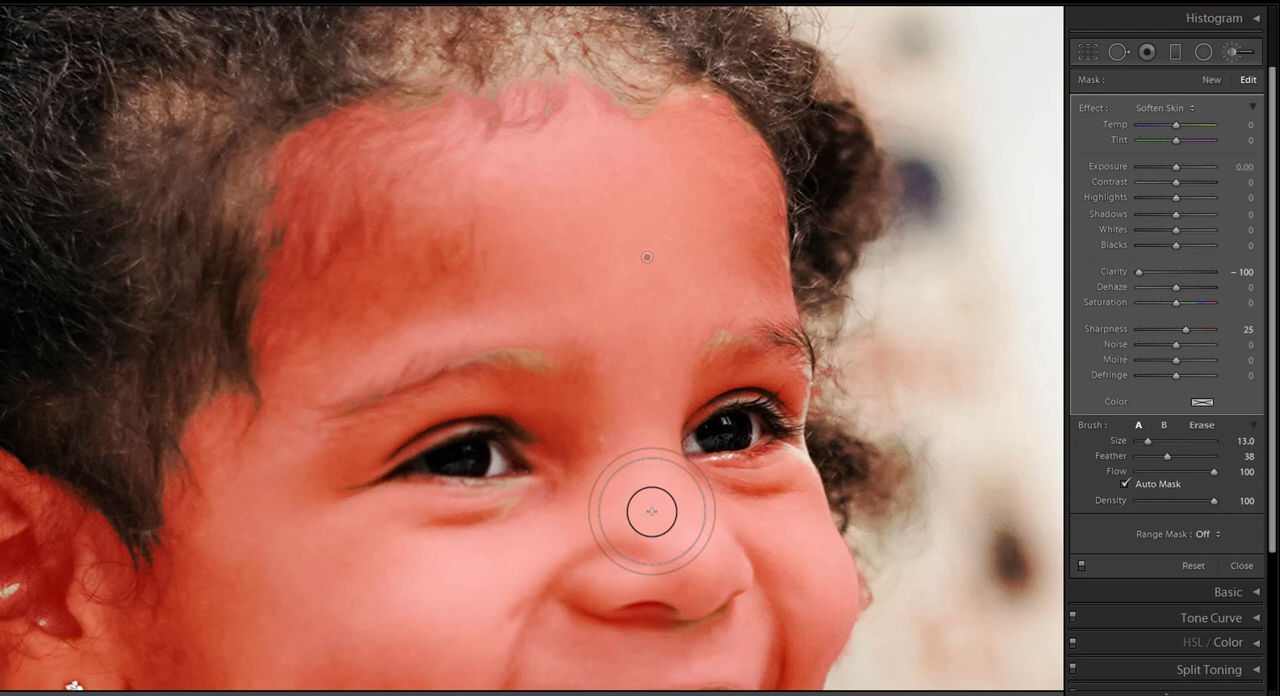 Histogram
Mask : New Edit
Effect : Soften Skin
Temp 0
Tint 0
Exposure 0.00
Contrast 0
Highlights 0
Shadows 0
Whites 0
Blacks 0
Clarity – 100
Dehaze 0
Saturation 0
Sharpness 25
Noise 0
Moiré 0
Defringe 0
Color
Brush : A B Erase
Size 13.0
Feather 38
Flow 100
Auto Mask
Density 100
Range Mask : Off
Reset Close
Basic
Tone Curve
HSL / Color
Split Toning